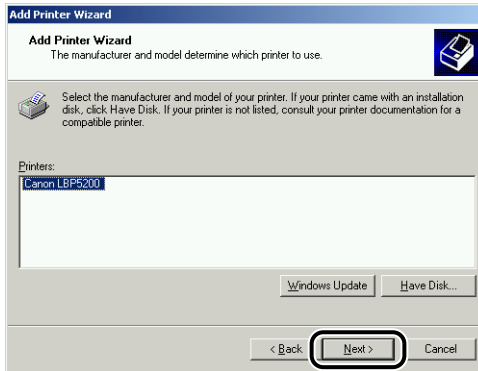 Add Printer Wizard
Add Printer Wizard
The manufacturer and model determine which printer to use.
Select the manufacturer and model of your printer. If your printer came with an installation
disk, click Have Disk. If your printer is not listed, consult your printer documentation for a
compatible printer.
Printers:
Canon LBP5200
Windows Update Have Disk...
< Back Next > Cancel